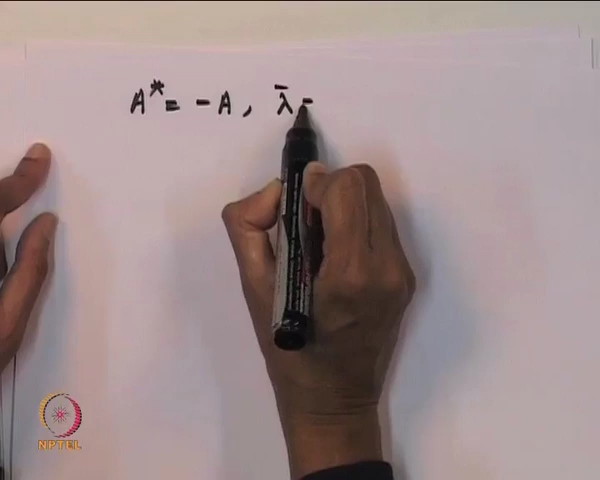 A* = -A, λ̄ -
NPTEL